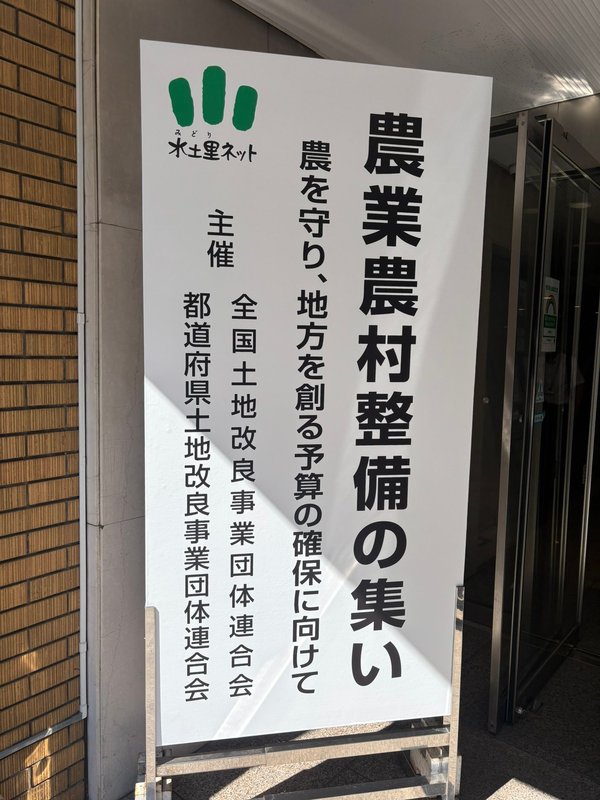 農業農村整備の集い
農を守り、地方を創る予算の確保に向けて
みどり
水土里ネット
主催
全国土地改良事業団体連合会
都道府県土地改良事業団体連合会